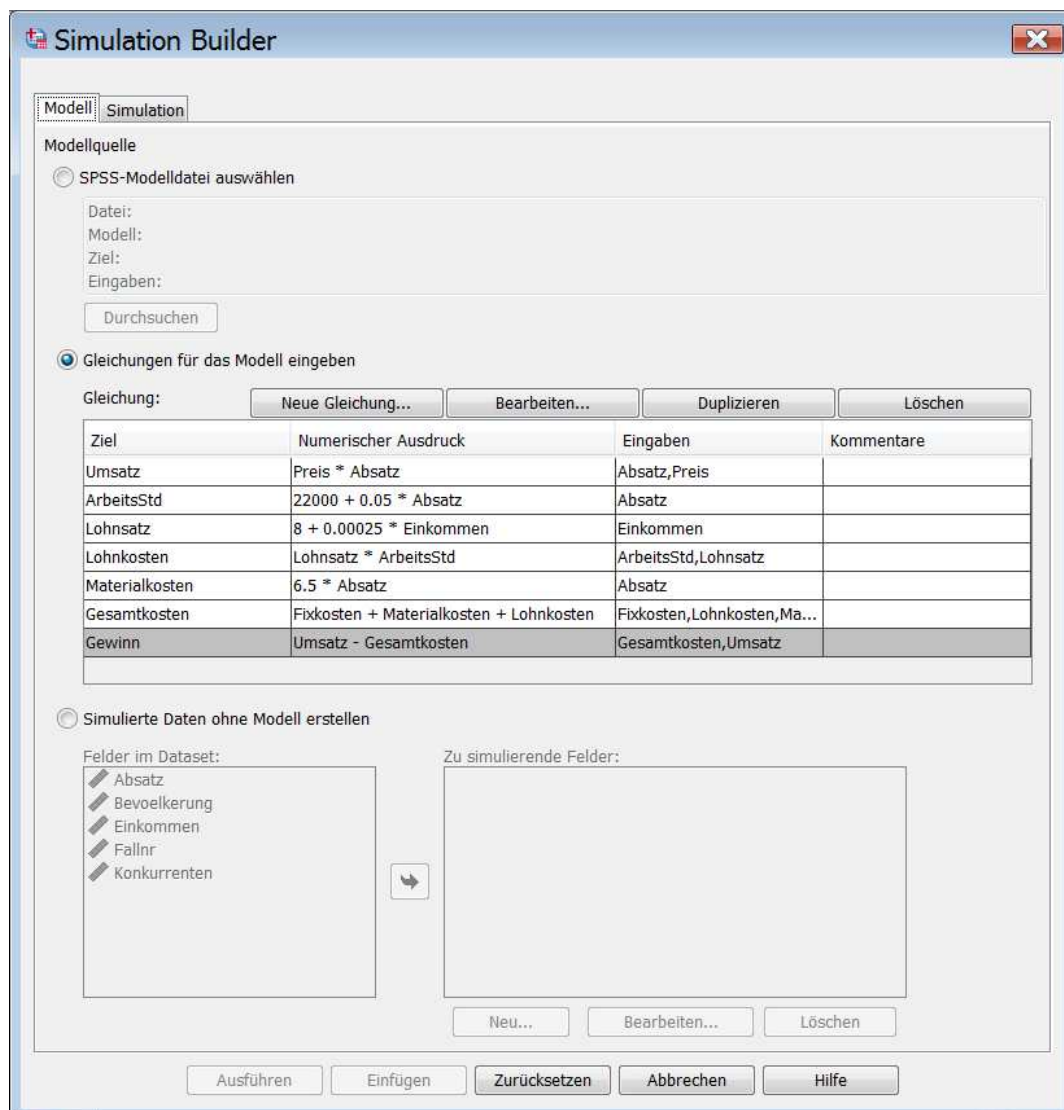 Simulation Builder
Modell Simulation
Modellquelle
SPSS-Modelldatei auswählen
Datei:
Modell:
Ziel:
Eingaben:
Durchsuchen
Gleichungen für das Modell eingeben
Gleichung: Neue Gleichung... Bearbeiten... Duplizieren Löschen
Ziel Numerischer Ausdruck Eingaben Kommentare
Umsatz Preis * Absatz Absatz,Preis
ArbeitsStd 22000 + 0.05 * Absatz Absatz
Lohnsatz 8 + 0.00025 * Einkommen Einkommen
Lohnkosten Lohnsatz * ArbeitsStd ArbeitsStd,Lohnsatz
Materialkosten 6.5 * Absatz Absatz
Gesamtkosten Fixkosten + Materialkosten + Lohnkosten Fixkosten,Lohnkosten,Ma...
Gewinn Umsatz - Gesamtkosten Gesamtkosten,Umsatz
Simulierte Daten ohne Modell erstellen
Felder im Dataset: Zu simulierende Felder:
Absatz
Bevoelkerung
Einkommen
Fallnr
Konkurrenten
Neu... Bearbeiten... Löschen
Ausführen Einfügen Zurücksetzen Abbrechen Hilfe